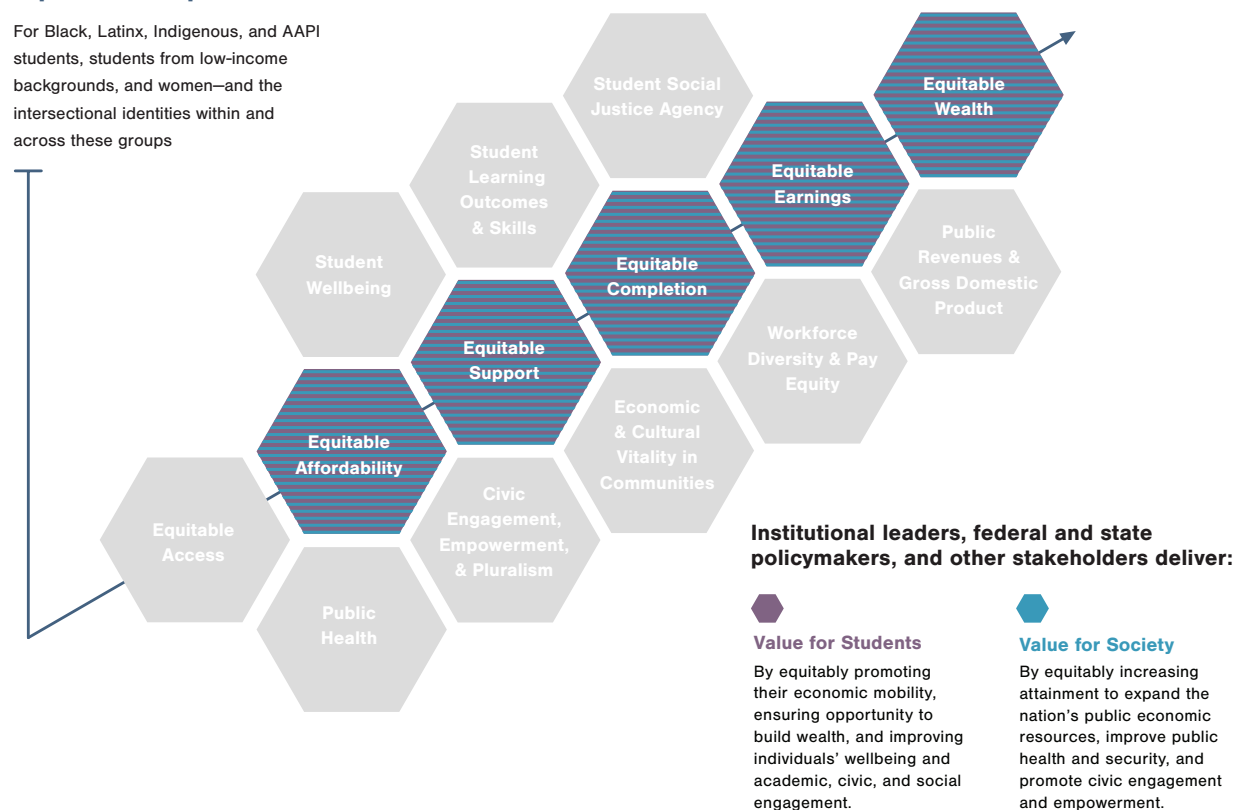 For Black, Latinx, Indigenous, and AAPI
students, students from low-income
backgrounds, and women—and the
intersectional identities within and
across these groups
Student Social
Justice Agency
Equitable
Wealth
Student
Learning
Outcomes
& Skills
Equitable
Earnings
Student
Wellbeing
Equitable
Completion
Public
Revenues &
Gross Domestic
Product
Equitable
Support
Workforce
Diversity & Pay
Equity
Equitable
Affordability
Economic
& Cultural
Vitality in
Communities
Equitable
Access
Civic
Engagement,
Empowerment,
& Pluralism
Public
Health
Institutional leaders, federal and state
policymakers, and other stakeholders deliver:
Value for Students
By equitably promoting
their economic mobility,
ensuring opportunity to
build wealth, and improving
individuals’ wellbeing and
academic, civic, and social
engagement.
Value for Society
By equitably increasing
attainment to expand the
nation’s public economic
resources, improve public
health and security, and
promote civic engagement
and empowerment.